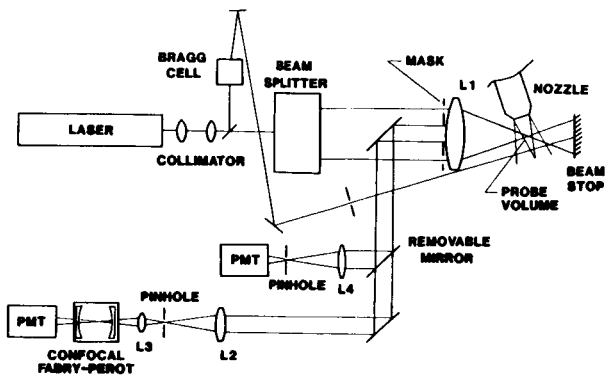 BRAGG
CELL
BEAM
SPLITTER
MASK
L1
NOZZLE
LASER
COLLIMATOR
BEAM
STOP
PROBE
VOLUME
REMOVABLE
MIRROR
PMT
PINHOLE
L4
PINHOLE
PMT
L3
L2
CONFOCAL
FABRY-PEROT